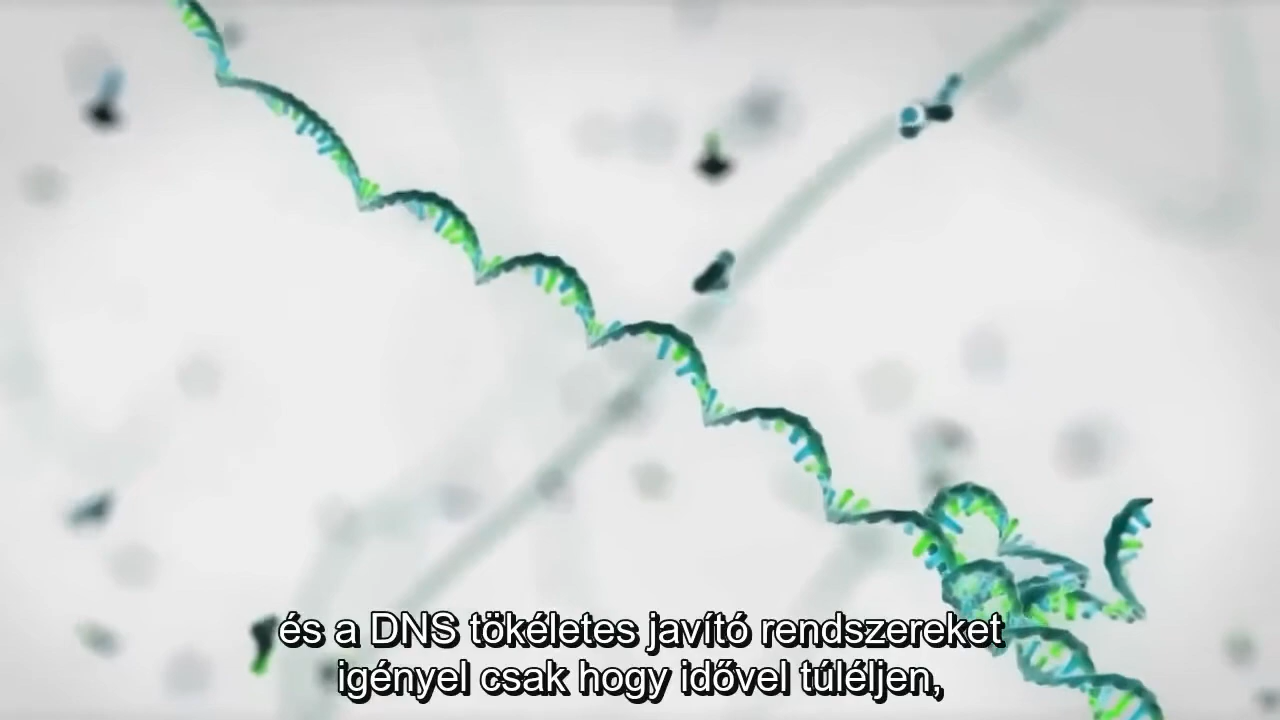 és a DNS tökéletes javító rendszereket
igényel csak hogy idővel túléljen,